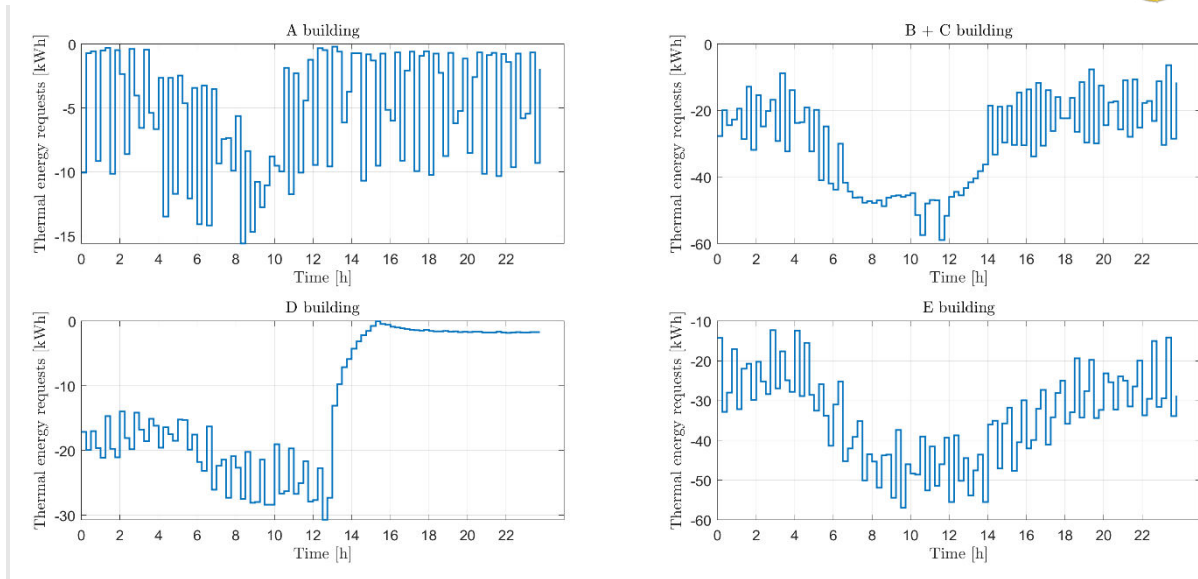 A building
Thermal energy requests [kWh]
0
-5
-10
-15
0 2 4 6 8 10 12 14 16 18 20 22
Time [h]
B + C building
Thermal energy requests [kWh]
0
-20
-40
-60
0 2 4 6 8 10 12 14 16 18 20 22
Time [h]
D building
Thermal energy requests [kWh]
0
-10
-20
-30
0 2 4 6 8 10 12 14 16 18 20 22
Time [h]
E building
Thermal energy requests [kWh]
-10
-20
-30
-40
-50
-60
0 2 4 6 8 10 12 14 16 18 20 22
Time [h]